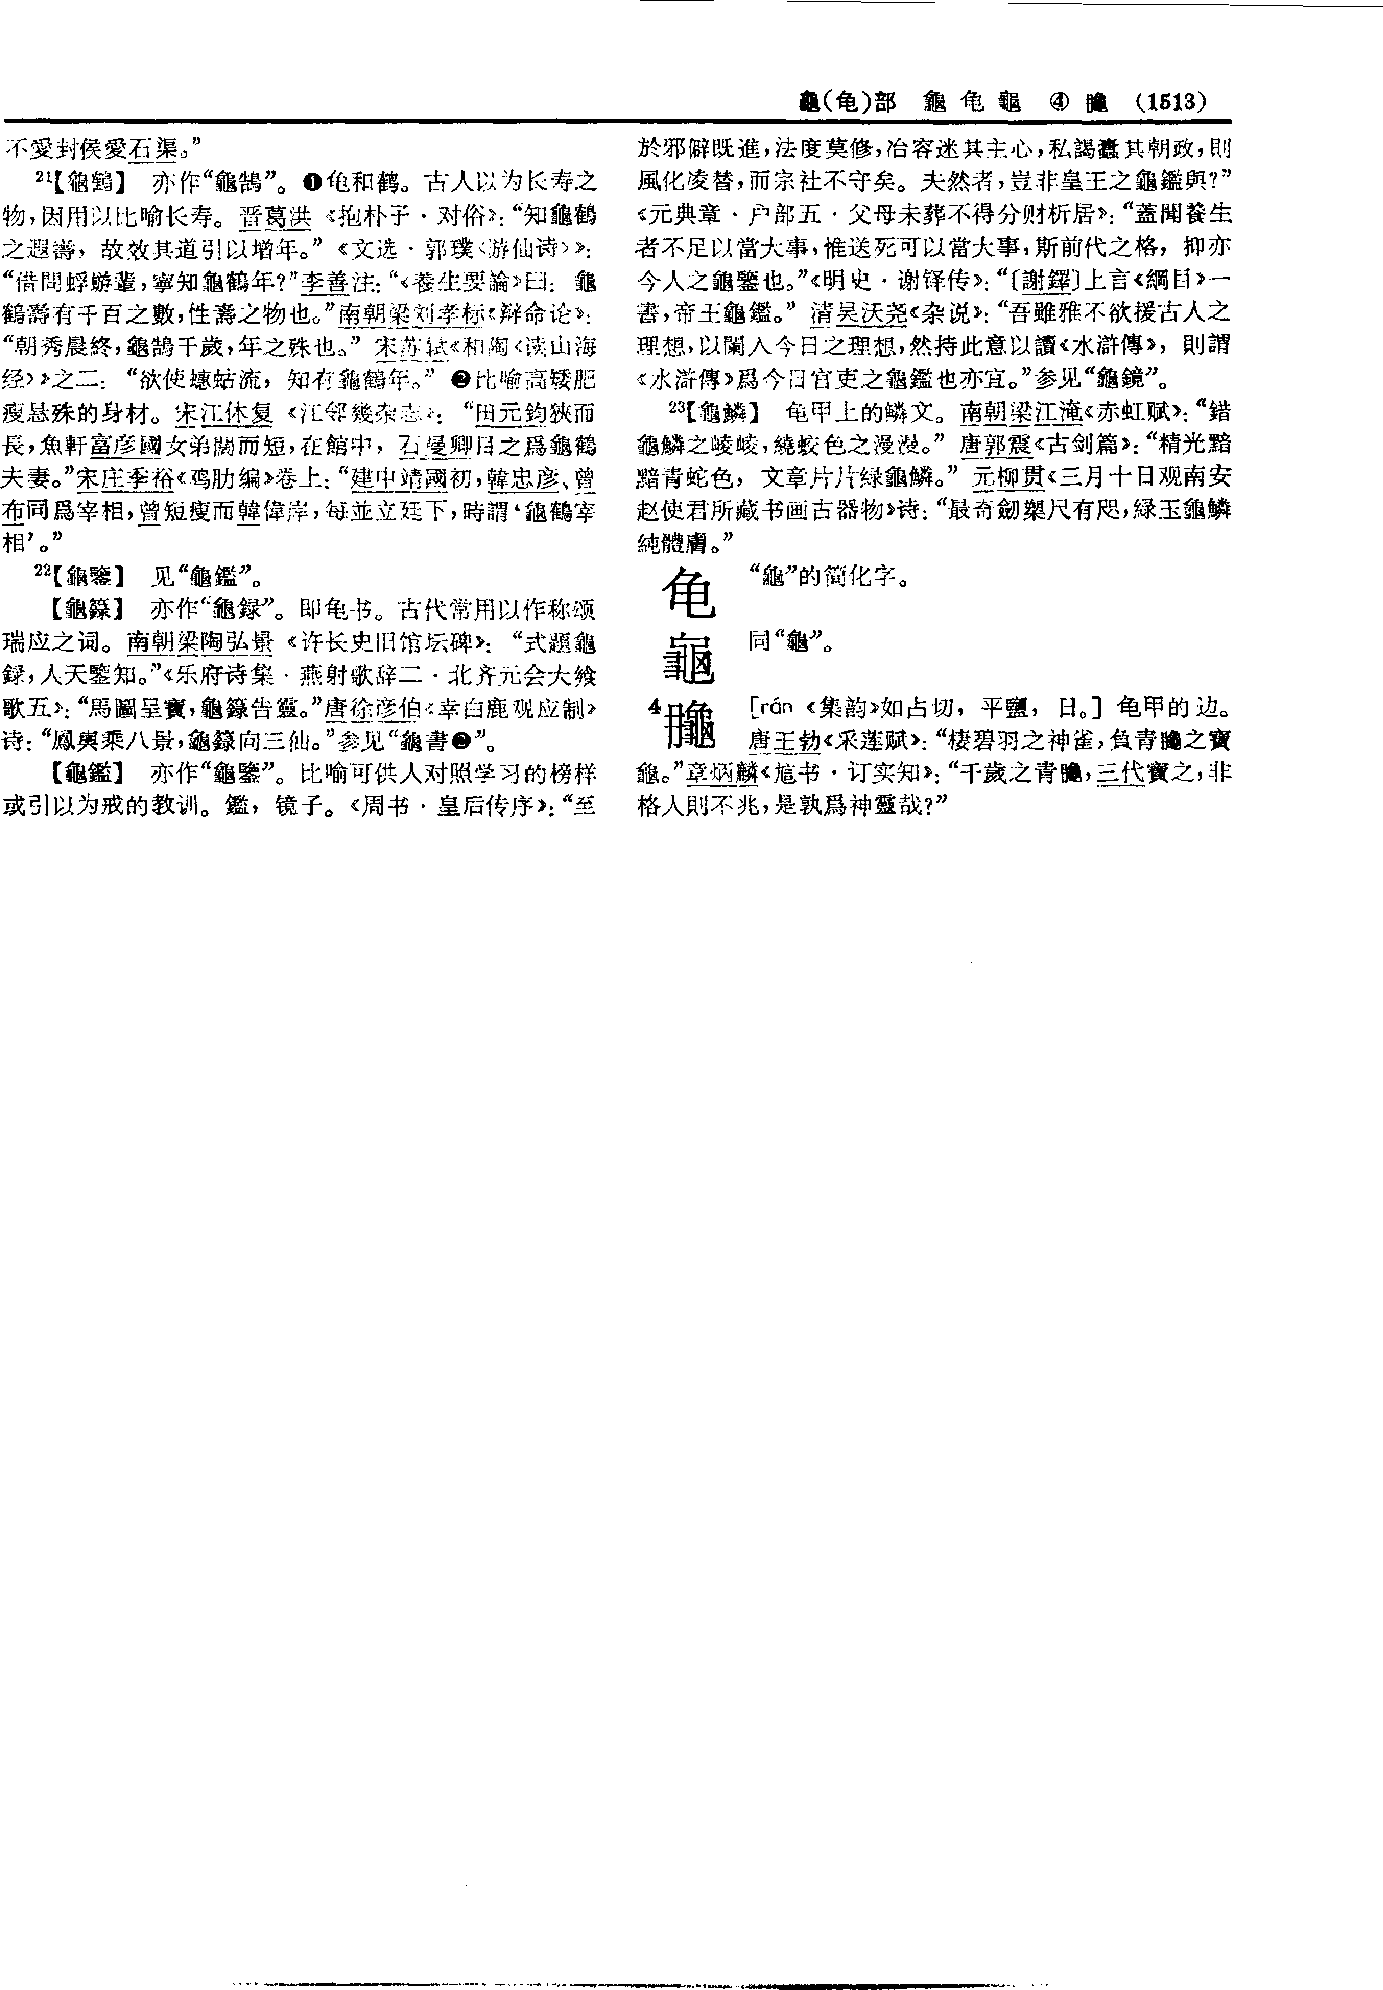 龜(龟)部 龜 龟 龜 ④ 𪚮 (1513)
不愛封侯愛石渠。”
21【龜鶴】 亦作“龜鵠”。❶龟和鹤。古人以为长寿之
物，因用以比喻长寿。晋葛洪《抱朴子·对俗》：“知龜鶴
之遐壽，故效其道引以增年。”《文选·郭璞〈游仙诗〉》：
“借問蜉蝣輩，寧知龜鶴年？”李善注：“《養生要論》曰：龜
鶴壽有千百之數，性壽之物也。”南朝梁刘孝标《辩命论》：
“朝秀晨終，龜鵠千歲，年之殊也。”宋苏轼《和陶〈读山海
经〉》之二：“欲使蟪蛄流，知有龜鶴年。”❷比喻高矮肥
瘦悬殊的身材。宋江休复《江邻幾杂志》：“田元鈞狹而
長，魚軒富彦國女弟闊而短，在館中，石曼卿目之爲龜鶴
夫妻。”宋庄季裕《鸡肋编》卷上：“建中靖國初，韓忠彦、曾
布同爲宰相，曾短瘦而韓偉岸，每並立廷下，時謂‘龜鶴宰
相’。”
22【龜鑒】 见“龜鑑”。
【龜籙】 亦作“龜録”。即龟书。古代常用以作称颂
瑞应之词。南朝梁陶弘景《许长史旧馆坛碑》：“式題龜
録，人天鑒知。”《乐府诗集·燕射歌辞二·北齐元会大飨
歌五》：“馬圖呈寶，龜籙告靈。”唐徐彦伯《幸白鹿观应制》
诗：“鳳輿乘八景，龜籙向三仙。”参见“龜書❷”。
【龜鑑】 亦作“龜鑒”。比喻可供人对照学习的榜样
或引以为戒的教训。鑑，镜子。《周书·皇后传序》：“至
於邪僻既進，法度莫修，冶容迷其主心，私謁蠹其朝政，則
風化凌替，而宗社不守矣。夫然者，豈非皇王之龜鑑與？”
《元典章·户部五·父母未葬不得分财析居》：“蓋聞養生
者不足以當大事，惟送死可以當大事，斯前代之格，抑亦
今人之龜鑒也。”《明史·谢铎传》：“〔謝鐸〕上言《綱目》一
書，帝王龜鑑。”清吴沃尧《杂说》：“吾雖雅不欲援古人之
理想，以闌入今日之理想，然持此意以讀《水滸傳》，則謂
《水滸傳》爲今日官吏之龜鑑也亦宜。”参见“龜鏡”。
23【龜鱗】 龟甲上的鳞文。南朝梁江淹《赤虹赋》：“錯
龜鱗之崚崚，繞蛟色之漫漫。”唐郭震《古剑篇》：“精光黯
黯青蛇色，文章片片緑龜鱗。”元柳贯《三月十日观南安
赵使君所藏书画古器物》诗：“最奇劒槊尺有咫，緑玉龜鱗
純體膚。”
龟 “龜”的简化字。
龜 同“龜”。
4𪚮 [rán《集韵》如占切，平鹽，日。] 龟甲的边。
唐王勃《采莲赋》：“棲碧羽之神雀，負青𪚮之寶
龜。”章炳麟《訄书·订实知》：“千歲之青𪚮，三代寶之，非
格人則不兆，是孰爲神靈哉？”